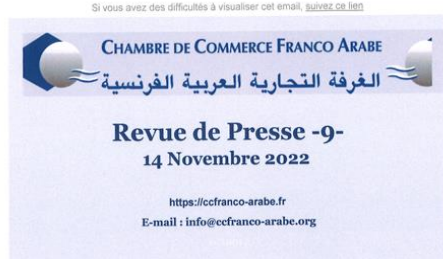 Si vous avez des difficultés à visualiser cet email, suivez ce lien
CHAMBRE DE COMMERCE FRANCO ARABE
الغرفة التجارية العربية الفرنسية
Revue de Presse -9-
14 Novembre 2022
https://ccfranco-arabe.fr
E-mail : info@ccfranco-arabe.org